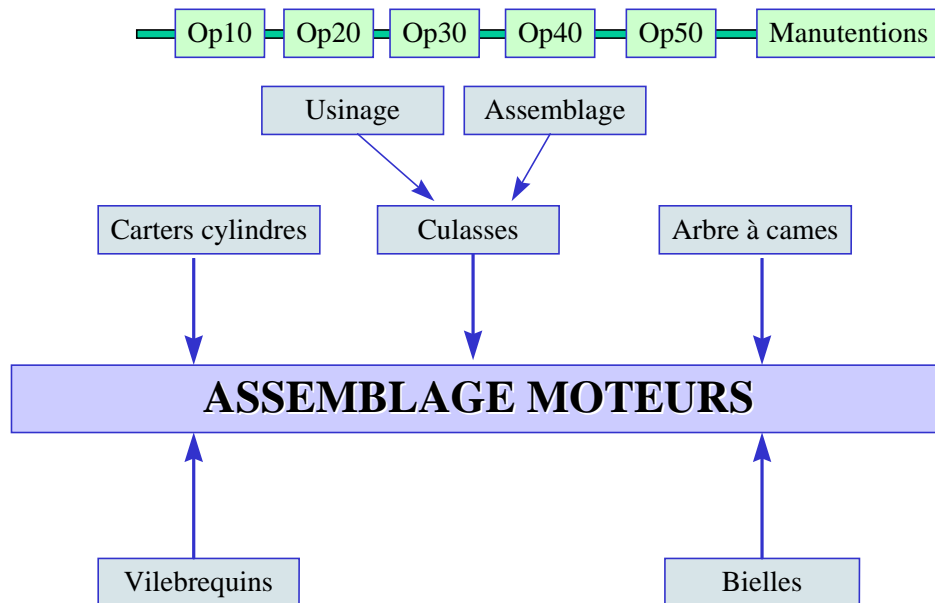 Op10 Op20 Op30 Op40 Op50 Manutentions
Usinage Assemblage
Carters cylindres Culasses Arbre à cames
ASSEMBLAGE MOTEURS
Vilebrequins Bielles